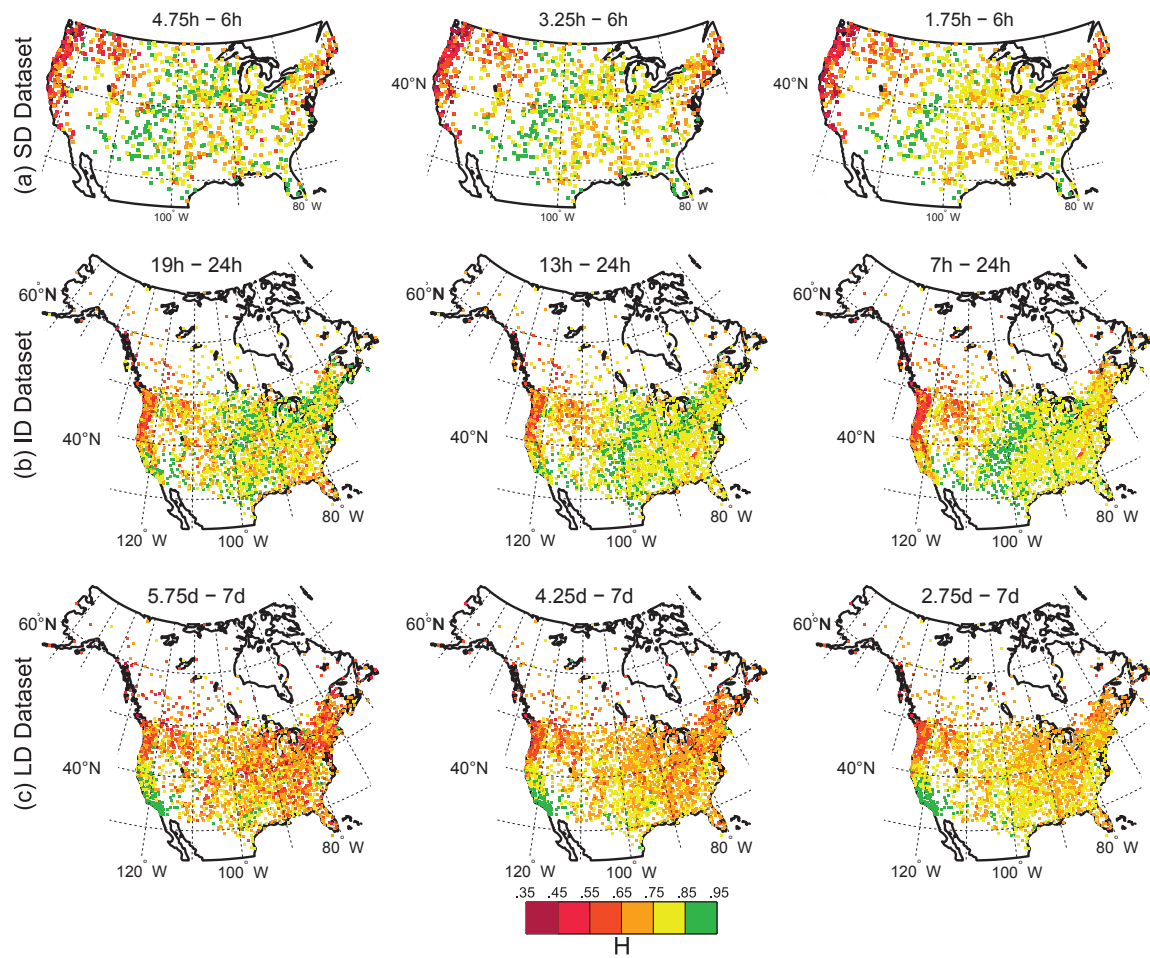 4.75h − 6h 3.25h − 6h 1.75h − 6h
(a) SD Dataset
40°N 40°N
100° W 80° W 100° W 80° W 100° W 80° W
19h − 24h 13h − 24h 7h − 24h
(b) ID Dataset
60°N 60°N 60°N
40°N 40°N 40°N
120° W 100° W 80° W 120° W 100° W 80° W 120° W 100° W 80° W
5.75d − 7d 4.25d − 7d 2.75d − 7d
(c) LD Dataset
60°N 60°N 60°N
40°N 40°N 40°N
120° W 100° W 80° W 120° W 100° W 80° W 120° W 100° W 80° W
.35 .45 .55 .65 .75 .85 .95
H